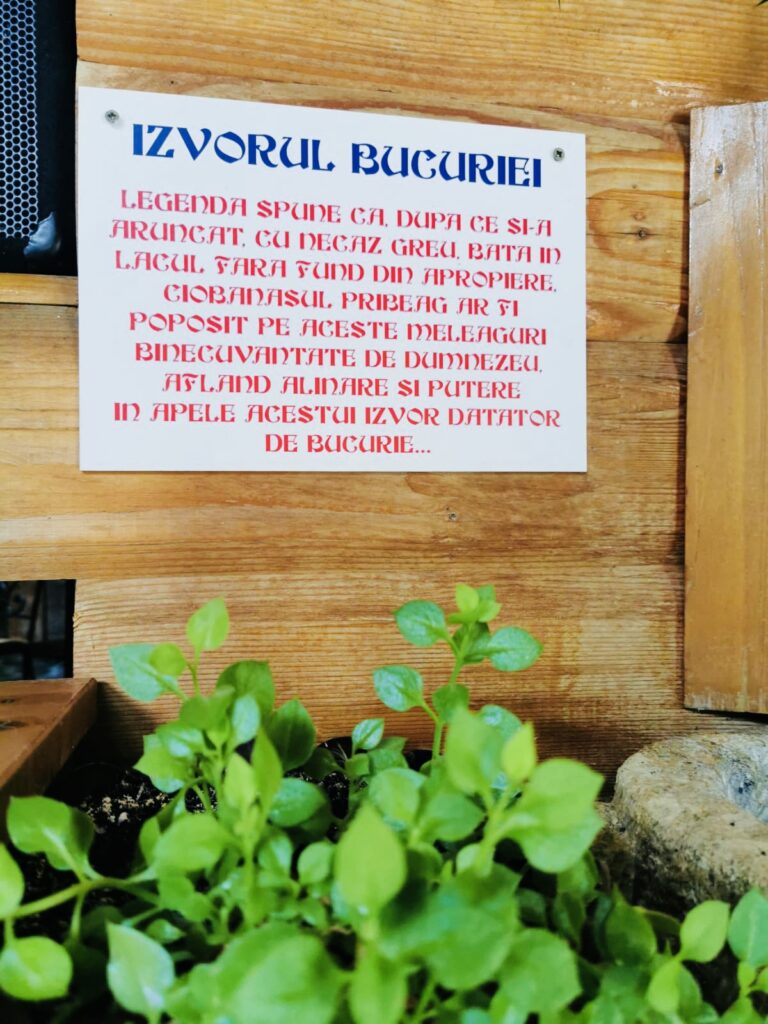 IZVORUL BUCURIEI
LEGENDA SPUNE CA, DUPA CE SI-A
ARUNCAT, CU NECAZ GREU, BATA IN
LACUL FARA FUND DIN APROPIERE,
CIOBANASUL PRIBEAG AR FI
POPOSIT PE ACESTE MELEAGURI
BINECUVANTATE DE DUMNEZEU,
AFLAND ALINARE SI PUTERE
IN APELE ACESTUI IZVOR DATATOR
DE BUCURIE...